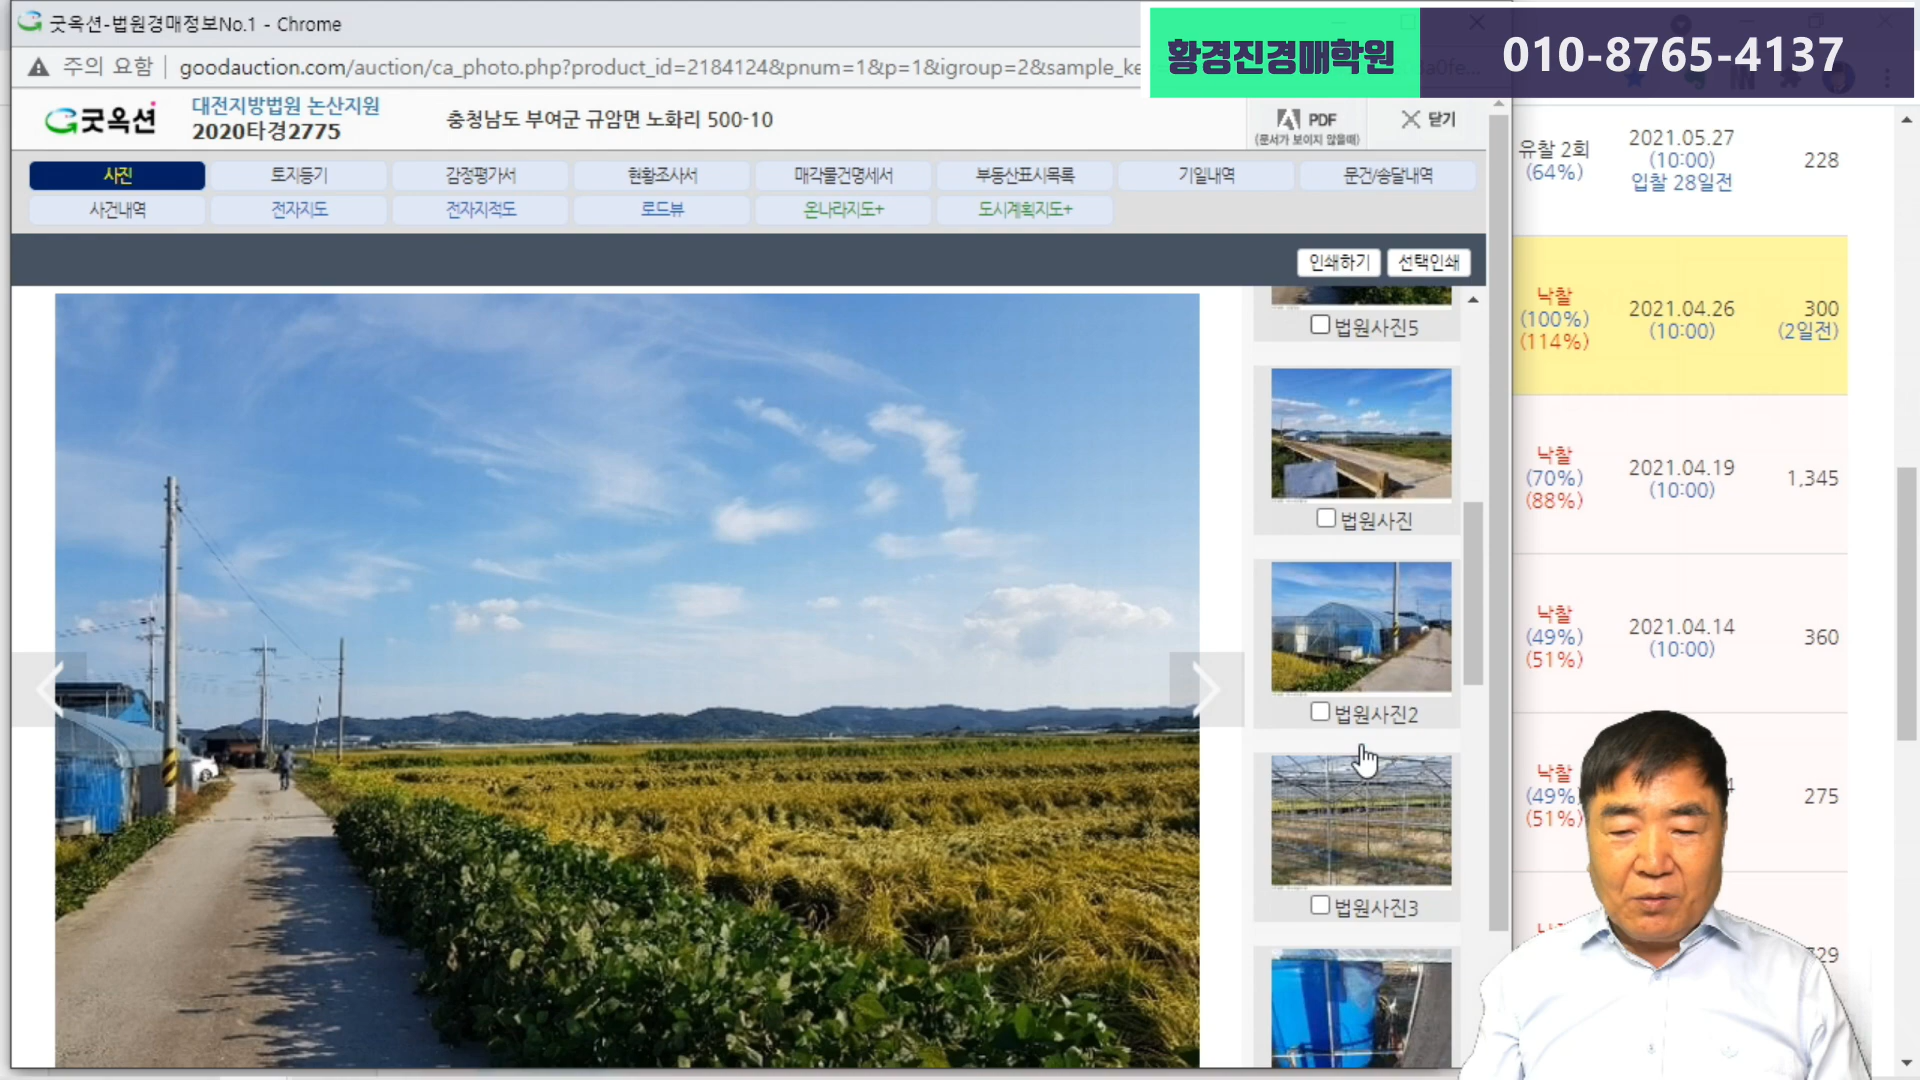 굿옥션-법원경매정보No.1 - Chrome
주의 요함
goodauction.com/auction/ca_photo.php?product_id=2184124&pnum=1&p=1&igroup=2&sample_ke
황경진경매학원
010-8765-4137
굿옥션
대전지방법원 논산지원
2020타경2775
충청남도 부여군 규암면 노화리 500-10
PDF
(문서가 보이지 않을때)
닫기
사진
토지등기
감정평가서
현황조사서
매각물건명세서
부동산표시목록
기일내역
문건/송달내역
사건내역
전자지도
전자지적도
로드뷰
온나라지도+
도시계획지도+
인쇄하기
선택인쇄
법원사진5
법원사진
법원사진2
법원사진3
유찰 2회
(64%)
2021.05.27
(10:00)
입찰 28일전
228
낙찰
(100%)
(114%)
2021.04.26
(10:00)
300
(2일전)
낙찰
(70%)
(88%)
2021.04.19
(10:00)
1,345
낙찰
(49%)
(51%)
2021.04.14
(10:00)
360
낙찰
(49%)
(51%)
275